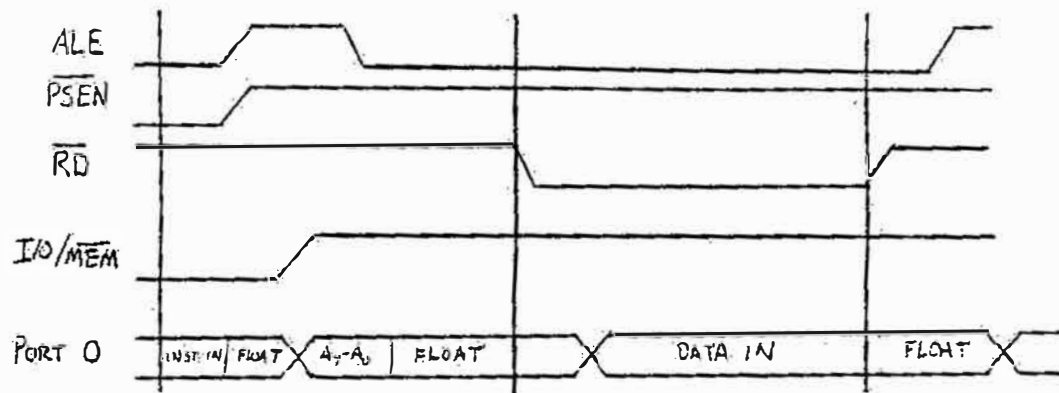 ALE
PSEN
RD
I/O/MEM
PORT 0
INST IN FLOAT A7-A0 FLOAT DATA IN FLOAT